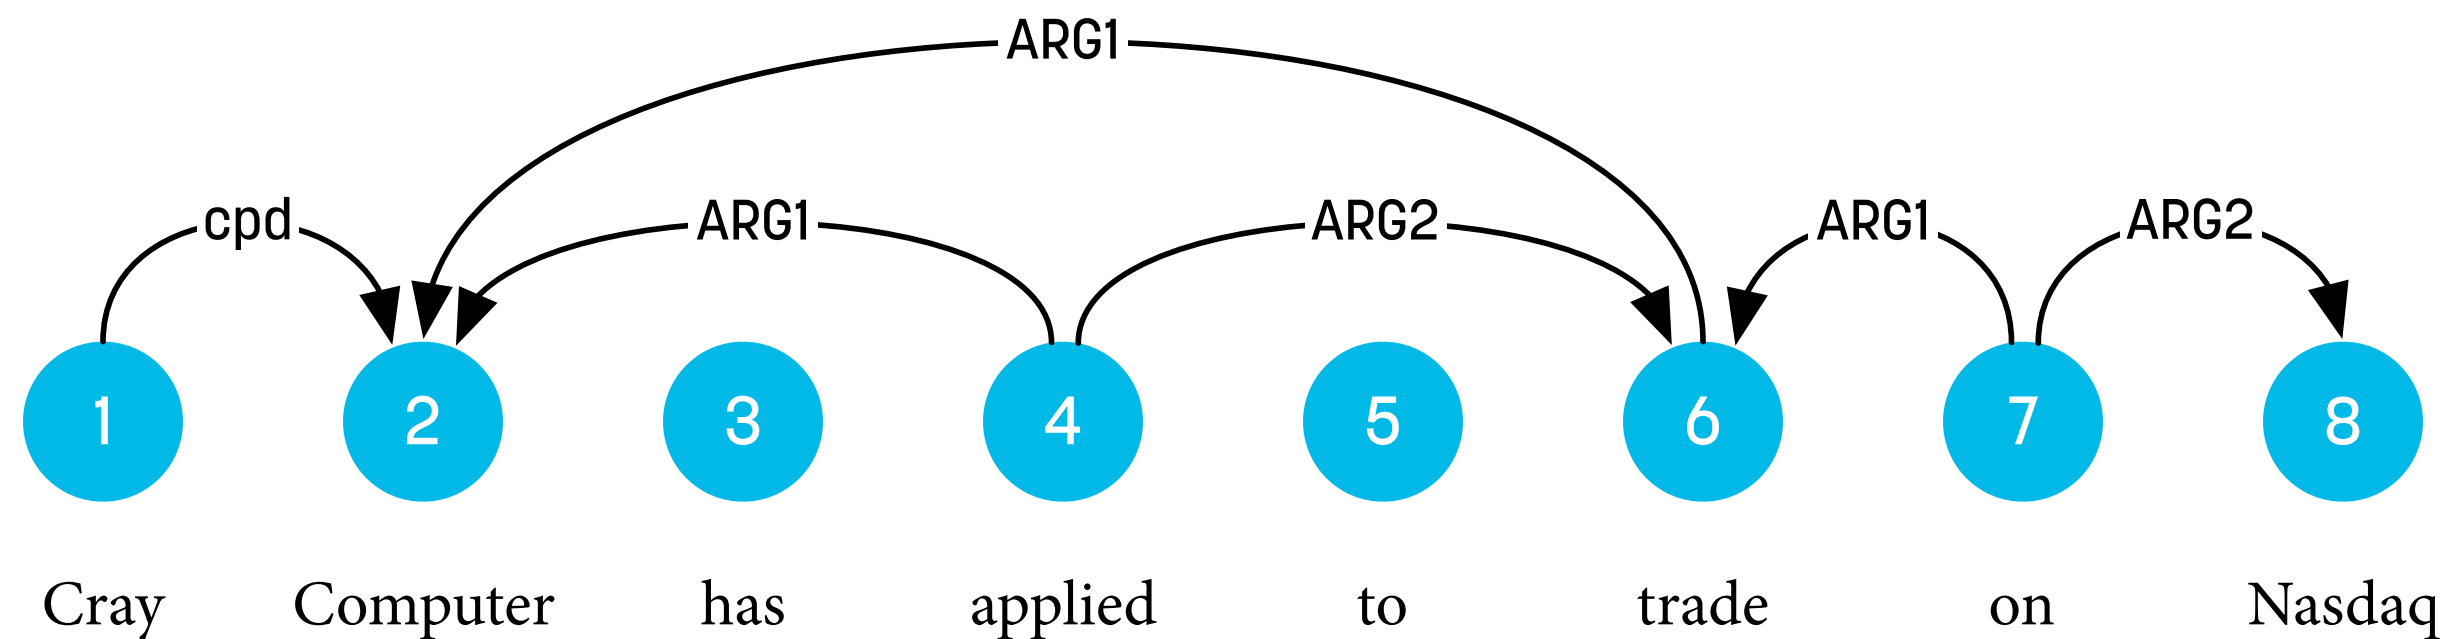 ARG1
cpd ARG1 ARG2 ARG1 ARG2
1 2 3 4 5 6 7 8
Cray Computer has applied to trade on Nasdaq